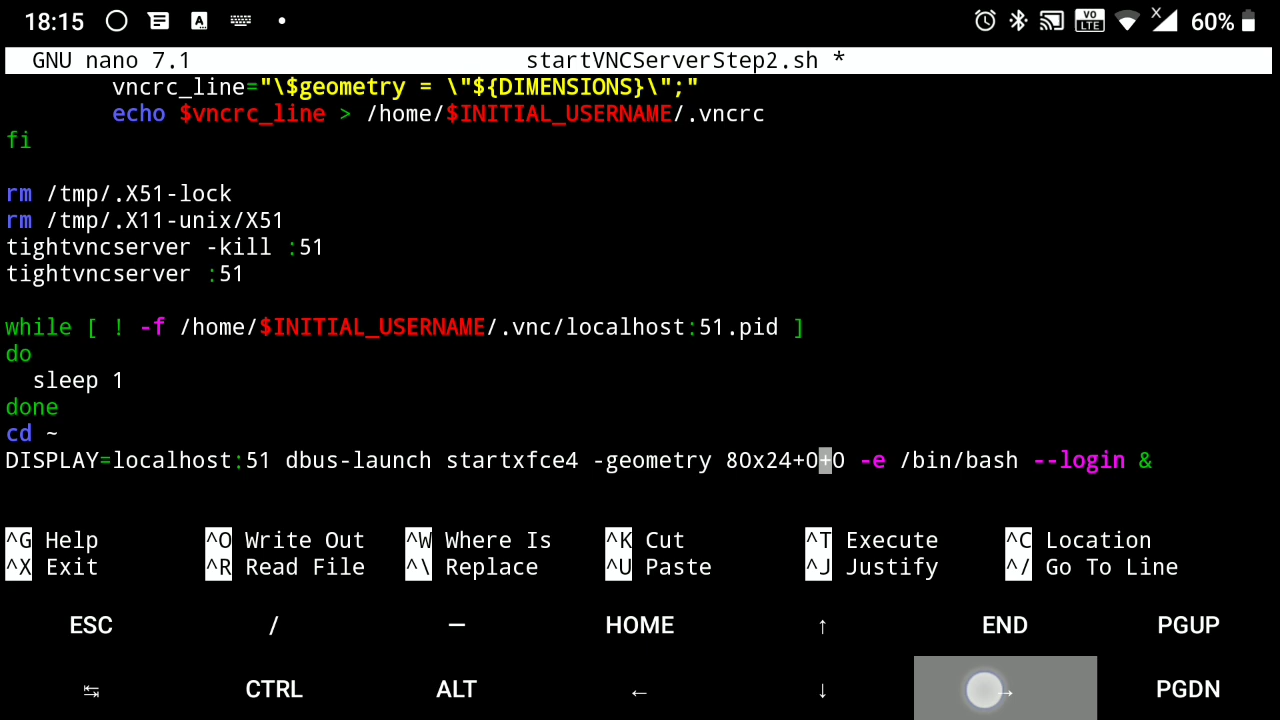 18:15 A X VO LTE 60%
GNU nano 7.1 startVNCServerStep2.sh *
vncrc_line="\$geometry = \"${DIMENSIONS}\";"
echo $vncrc_line > /home/$INITIAL_USERNAME/.vncrc
fi
rm /tmp/.X51-lock
rm /tmp/.X11-unix/X51
tightvncserver -kill :51
tightvncserver :51
while [ ! -f /home/$INITIAL_USERNAME/.vnc/localhost:51.pid ]
do
sleep 1
done
cd ~
DISPLAY=localhost:51 dbus-launch startxfce4 -geometry 80x24+0+0 -e /bin/bash --login &
^G Help ^O Write Out ^W Where Is ^K Cut ^T Execute ^C Location
^X Exit ^R Read File ^\ Replace ^U Paste ^J Justify ^/ Go To Line
ESC / — HOME ↑ END PGUP
↹ CTRL ALT ← ↓ → PGDN